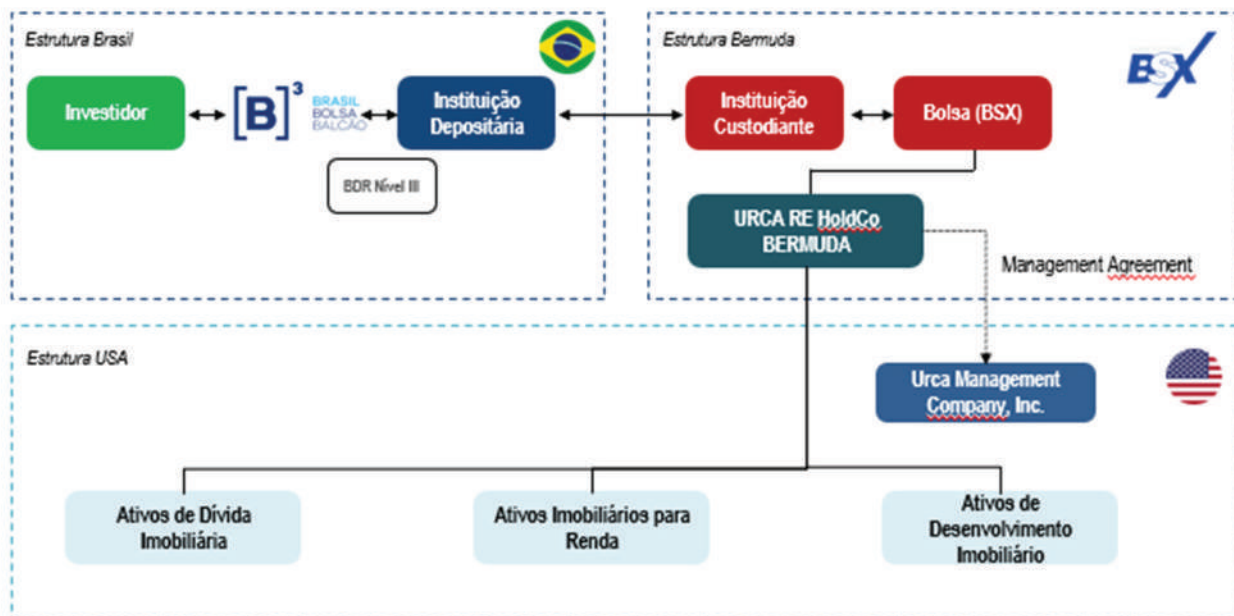 Estrutura Brasil
Investidor
[B]³
BRASIL
BOLSA
BALCÃO
Instituição
Depositária
BDR Nível III
Estrutura Bermuda
BSX
Instituição
Custodiante
Bolsa (BSX)
URCA RE HoldCo
BERMUDA
Management Agreement
Estrutura USA
Urca Management
Company, Inc.
Ativos de Dívida
Imobiliária
Ativos Imobiliários para
Renda
Ativos de
Desenvolvimento
Imobiliário